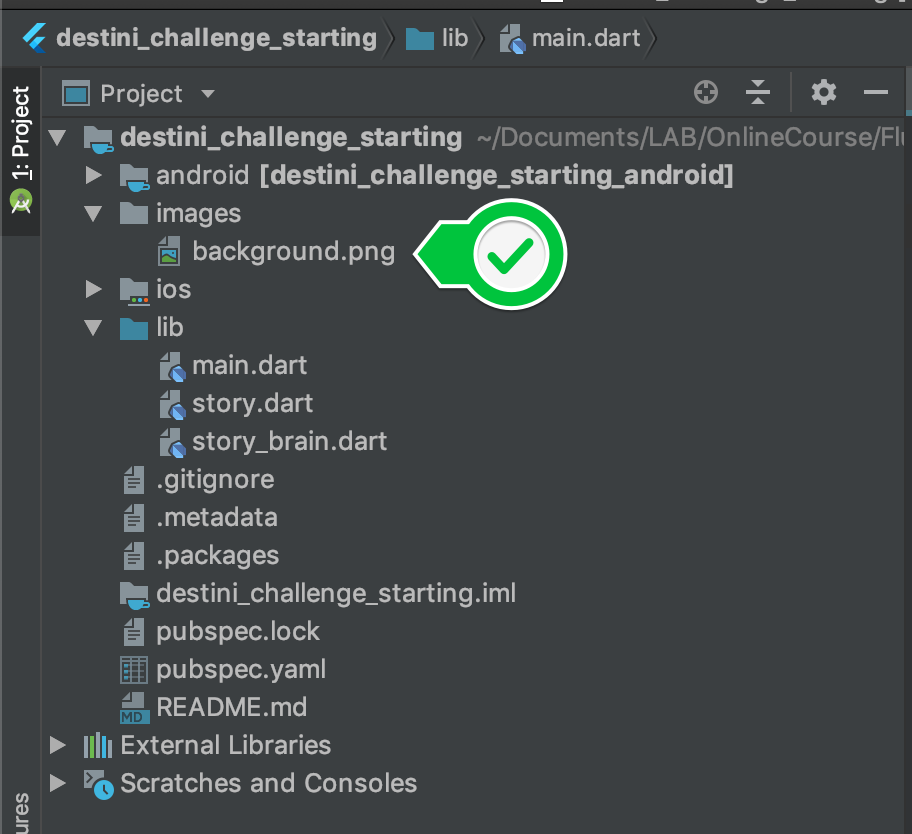 destini_challenge_starting lib main.dart
Project
1: Project
destini_challenge_starting ~/Documents/LAB/OnlineCourse/
android [destini_challenge_starting_android]
images
background.png
ios
lib
main.dart
story.dart
story_brain.dart
.gitignore
.metadata
.packages
destini_challenge_starting.iml
pubspec.lock
pubspec.yaml
MD README.md
External Libraries
Scratches and Consoles